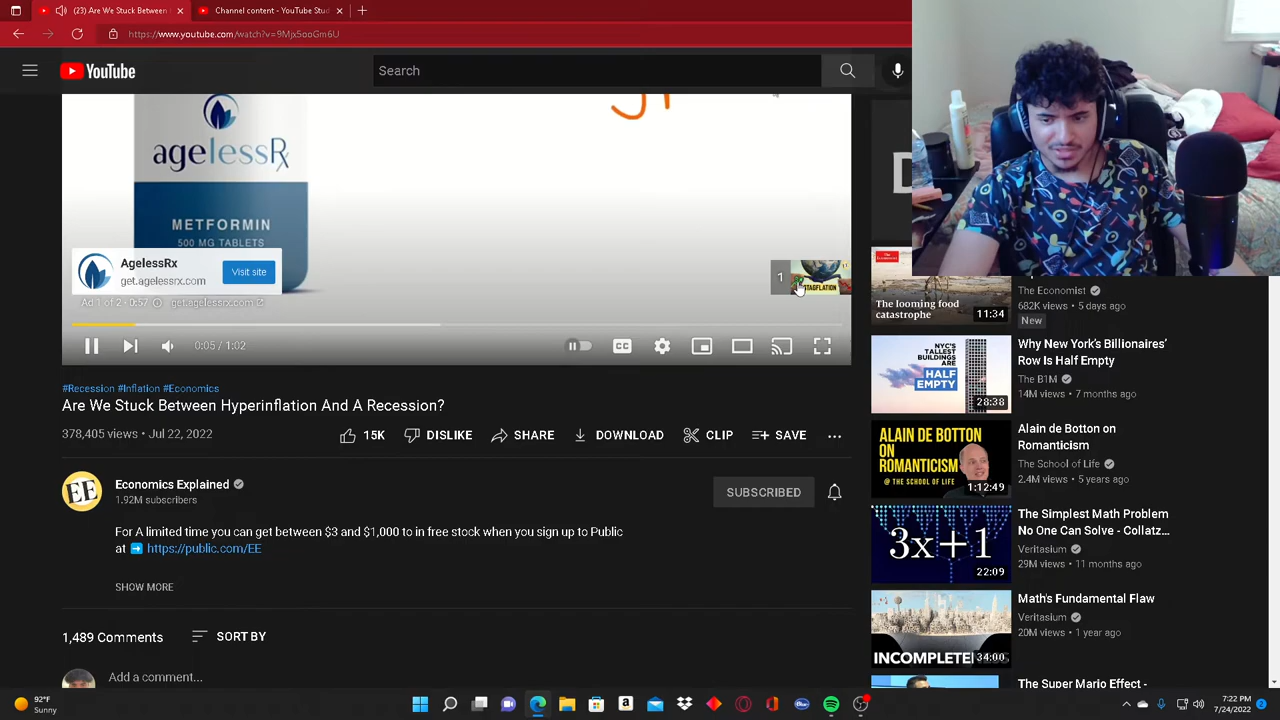 (23) Are We Stuck Between
Channel content - YouTube Stud
https://www.youtube.com/watch?v=9Mjx5ooGm6U
YouTube
Search
agelessRx
METFORMIN
500 MG TABLETS
AgelessRx
get.agelessrx.com
Visit site
Ad 1 of 2 · 0:57
get.agelessrx.com
1
STAGFLATION
0:05 / 1:02
CC
#Recession #Inflation #Economics
Are We Stuck Between Hyperinflation And A Recession?
378,405 views • Jul 22, 2022
15K
DISLIKE
SHARE
DOWNLOAD
CLIP
SAVE
EE
Economics Explained
1.92M subscribers
SUBSCRIBED
For A limited time you can get between $3 and $1,000 to in free stock when you sign up to Public
at ➡ https://public.com/EE
SHOW MORE
1,489 Comments
SORT BY
Add a comment...
D
The Economist
The looming food
catastrophe
11:34
The Economist
682K views • 5 days ago
New
NYC'S
TALLEST
BUILDINGS
ARE
HALF
EMPTY
28:38
Why New York's Billionaires'
Row Is Half Empty
The B1M
14M views • 7 months ago
ALAIN DE BOTTON
ON
ROMANTICISM
@ THE SCHOOL OF LIFE
1:12:49
Alain de Botton on
Romanticism
The School of Life
2.4M views • 5 years ago
3x+1
22:09
The Simplest Math Problem
No One Can Solve - Collatz...
Veritasium
29M views • 11 months ago
INCOMPLETE
34:00
Math's Fundamental Flaw
Veritasium
20M views • 1 year ago
The Super Mario Effect -
92°F
Sunny
7:22 PM
7/24/2022